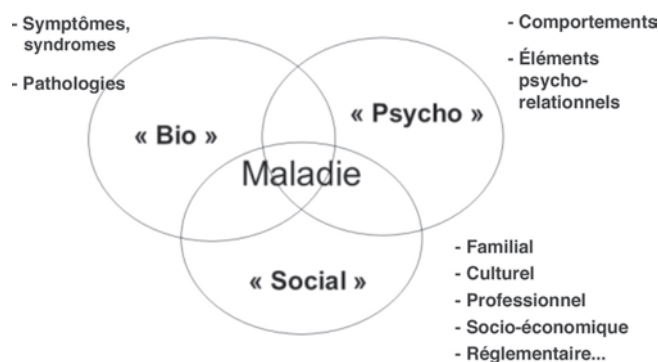 - Symptômes,
syndromes
- Pathologies
- Comportements
- Éléments
psycho-
relationnels
« Bio »
« Psycho »
Maladie
« Social »
- Familial
- Culturel
- Professionnel
- Socio-économique
- Réglementaire...